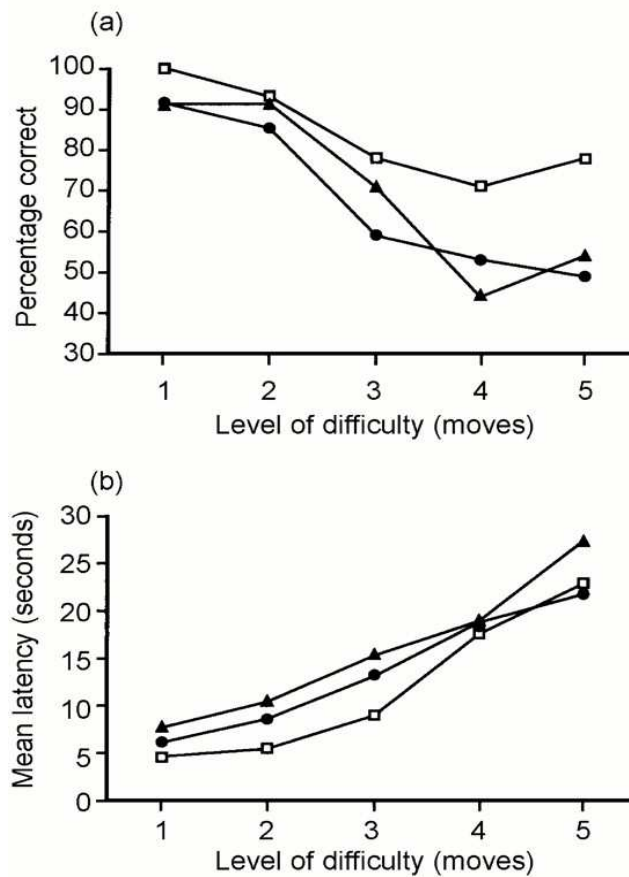 (a)
100
90
80
70
60
50
40
30
Percentage correct
1 2 3 4 5
Level of difficulty (moves)
(b)
30
25
20
15
10
5
0
Mean latency (seconds)
1 2 3 4 5
Level of difficulty (moves)